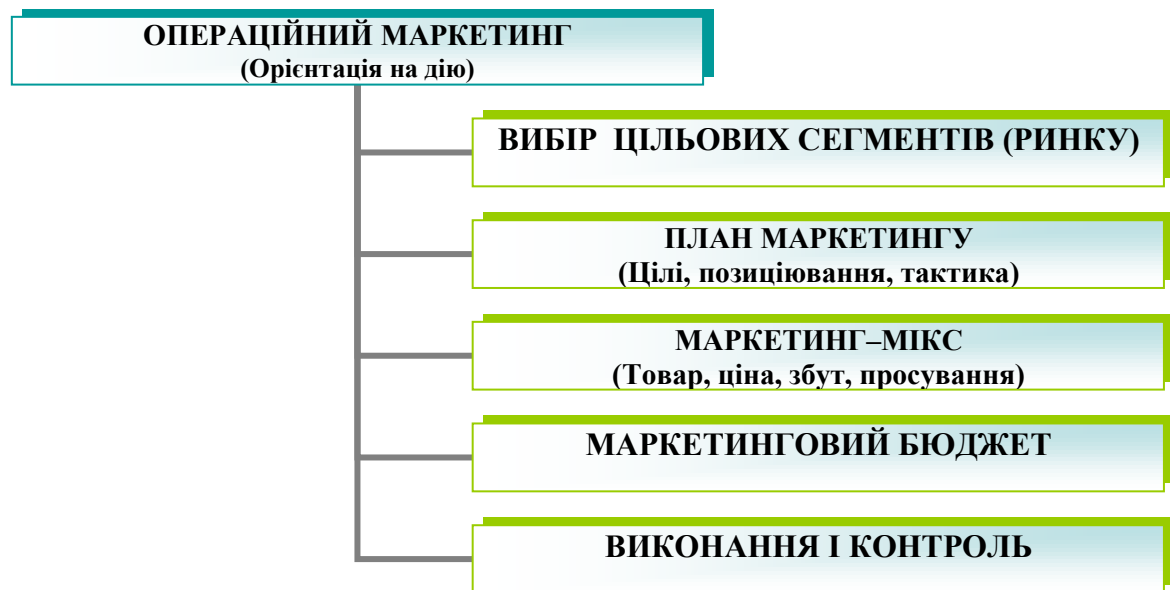 ОПЕРАЦІЙНИЙ МАРКЕТИНГ
(Орієнтація на дію)
ВИБІР ЦІЛЬОВИХ СЕГМЕНТІВ (РИНКУ)
ПЛАН МАРКЕТИНГУ
(Цілі, позиціювання, тактика)
МАРКЕТИНГ–МІКС
(Товар, ціна, збут, просування)
МАРКЕТИНГОВИЙ БЮДЖЕТ
ВИКОНАННЯ І КОНТРОЛЬ